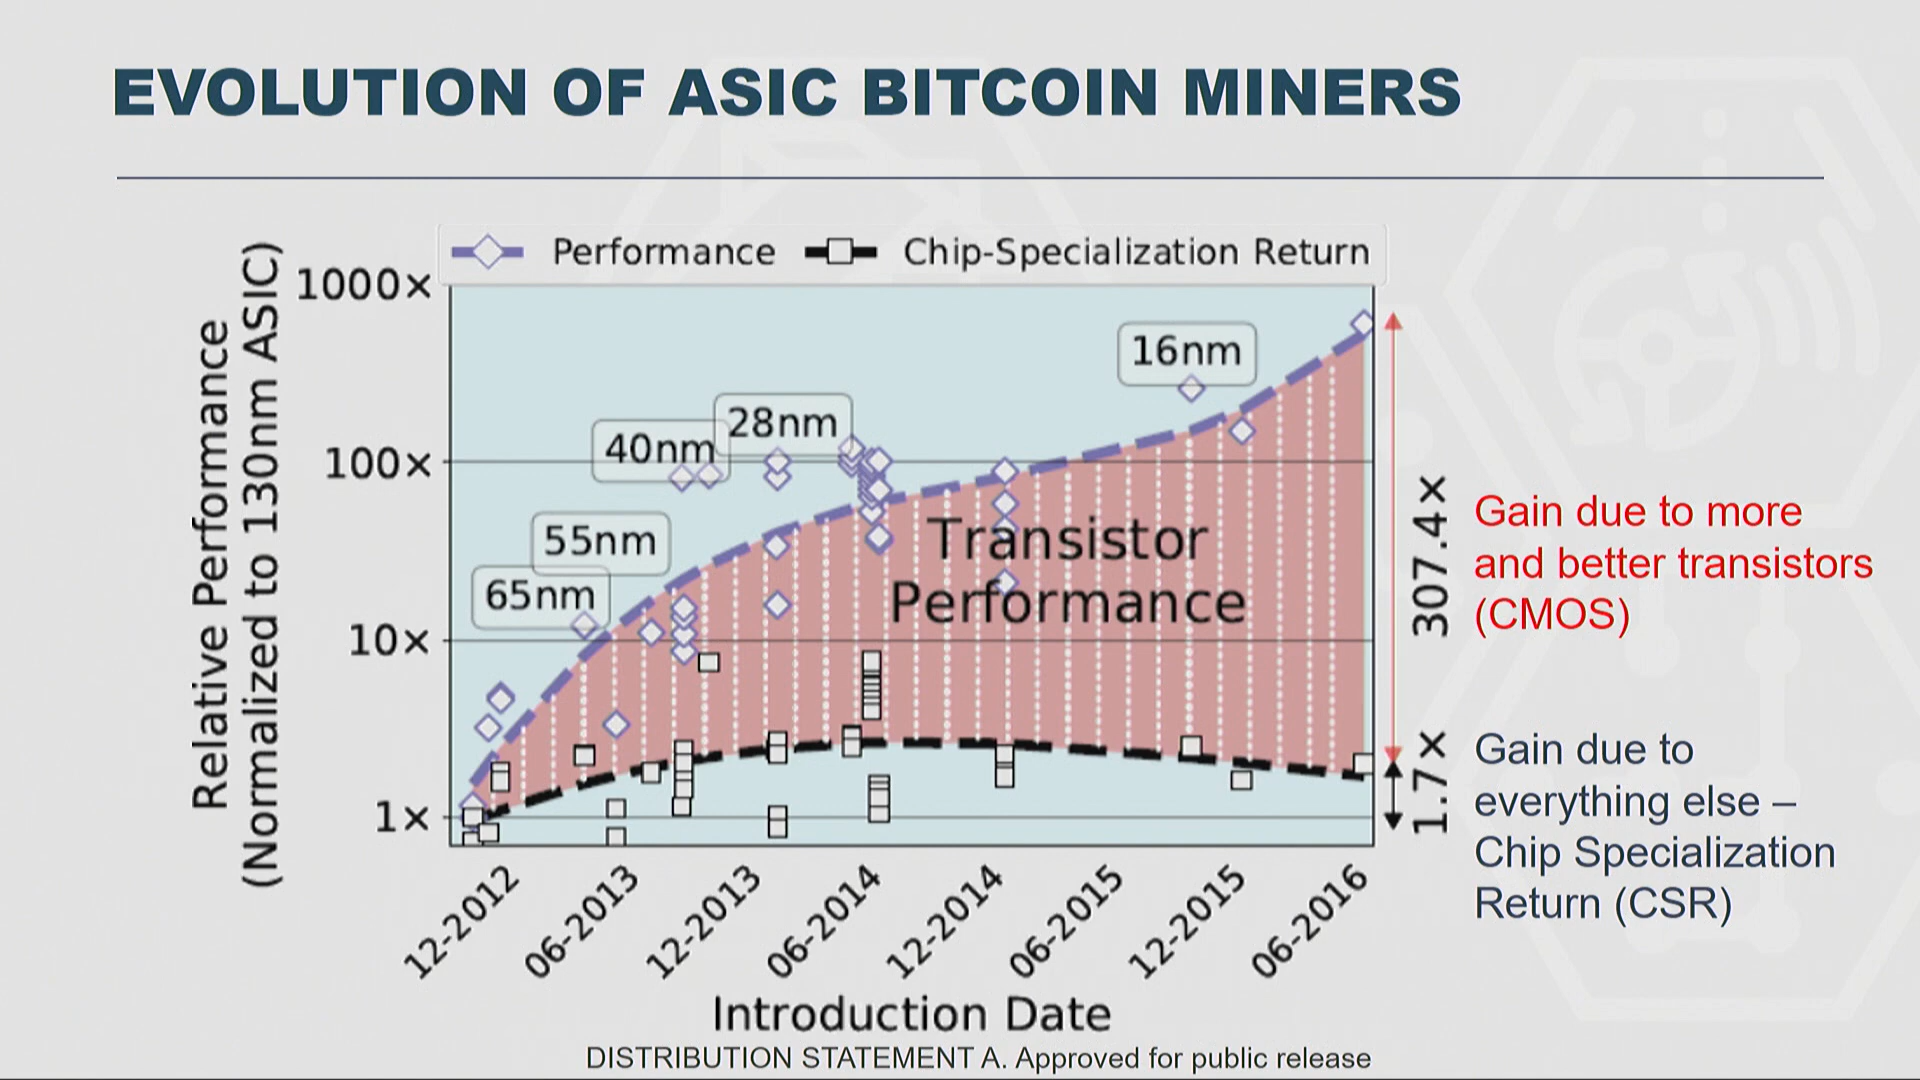 EVOLUTION OF ASIC BITCOIN MINERS
Performance
Chip-Specialization Return
Relative Performance
(Normalized to 130nm ASIC)
1000×
100×
10×
1×
65nm
55nm
40nm
28nm
16nm
Transistor
Performance
307.4×
1.7×
Gain due to more
and better transistors
(CMOS)
Gain due to
everything else –
Chip Specialization
Return (CSR)
12-2012
06-2013
12-2013
06-2014
12-2014
06-2015
12-2015
06-2016
Introduction Date
DISTRIBUTION STATEMENT A. Approved for public release